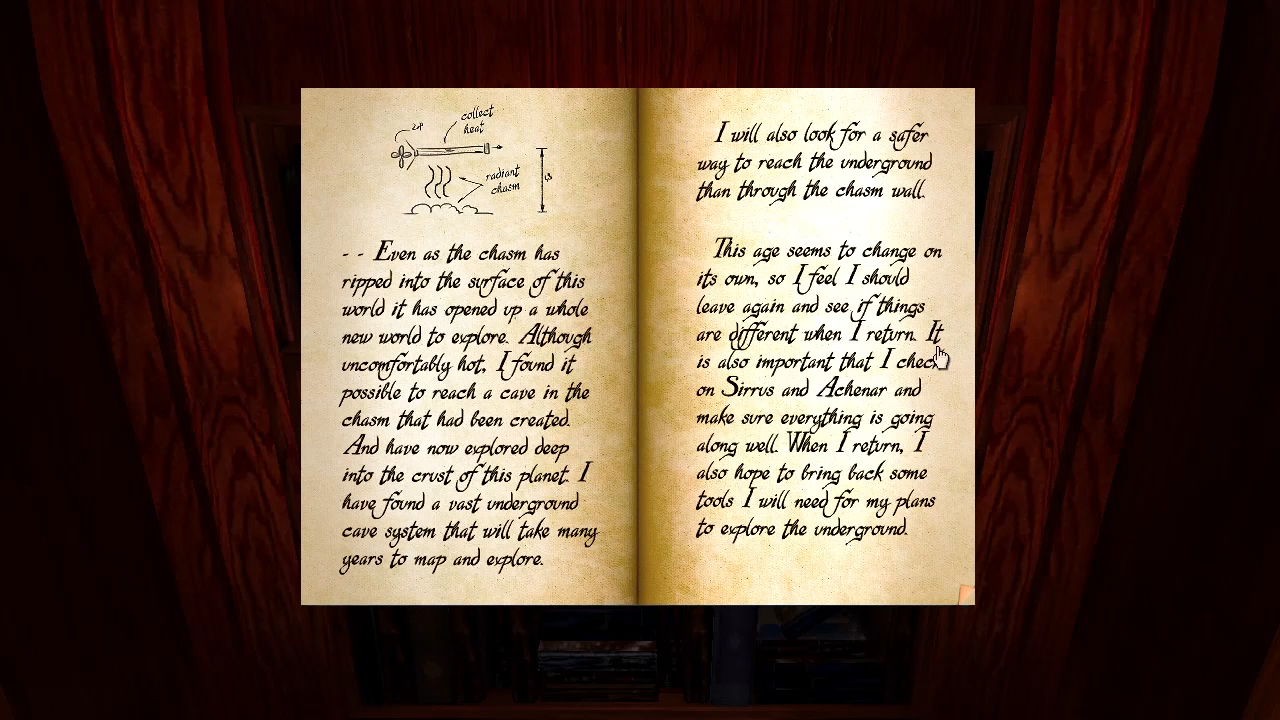 collect
heat
radiant
chasm
- - Even as the chasm has
ripped into the surface of this
world it has opened up a whole
new world to explore. Although
uncomfortably hot, I found it
possible to reach a cave in the
chasm that had been created.
And have now explored deep
into the crust of this planet. I
have found a vast underground
cave system that will take many
years to map and explore.
I will also look for a safer
way to reach the underground
than through the chasm wall.
This age seems to change on
its own, so I feel I should
leave again and see if things
are different when I return. It
is also important that I check
on Sirrus and Achenar and
make sure everything is going
along well. When I return, I
also hope to bring back some
tools I will need for my plans
to explore the underground.